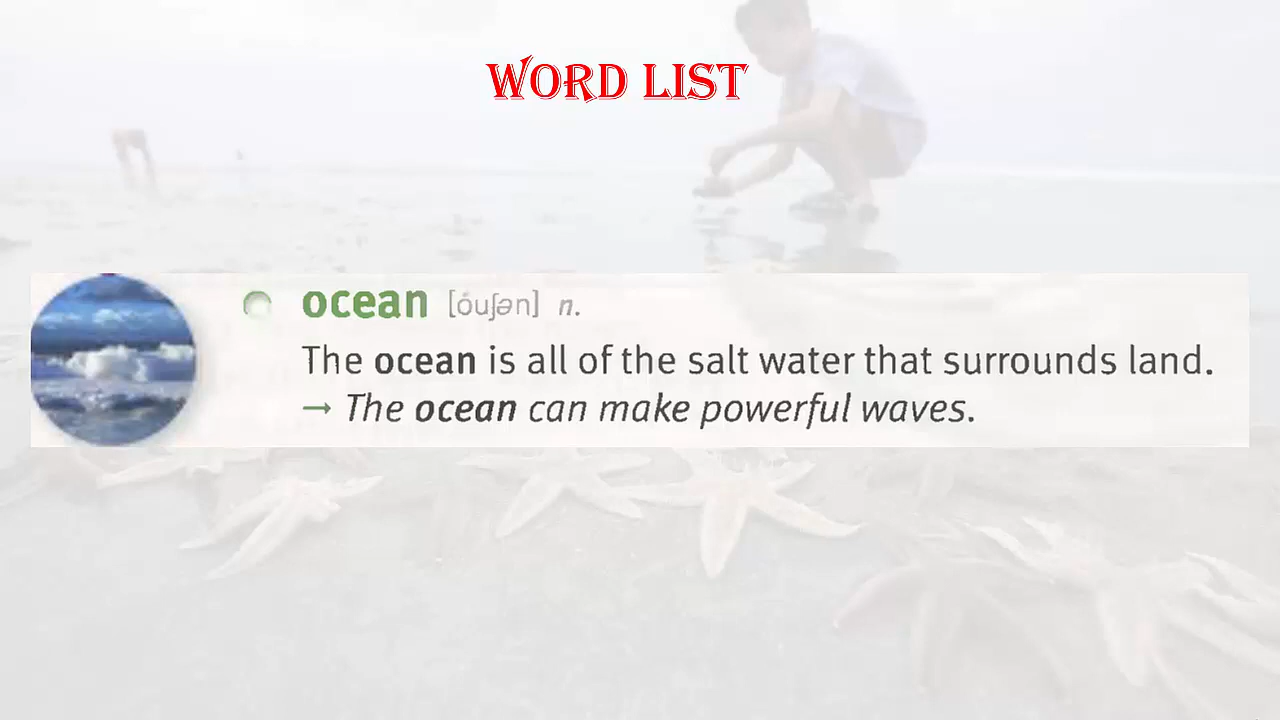 WORD LIST
ocean [óuʃən] n.
The ocean is all of the salt water that surrounds land.
→ The ocean can make powerful waves.